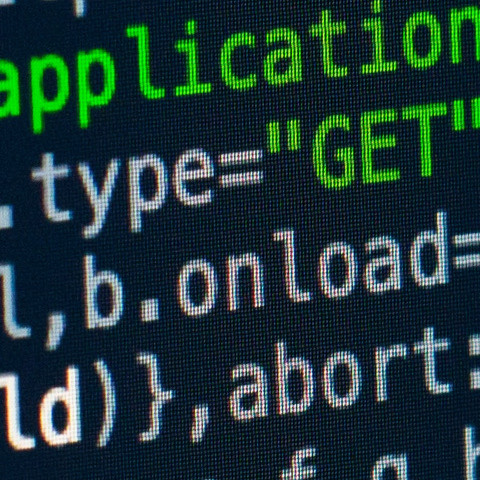 application
.type="GET"
l,b.onload=
ld)},abort:
f,g,h